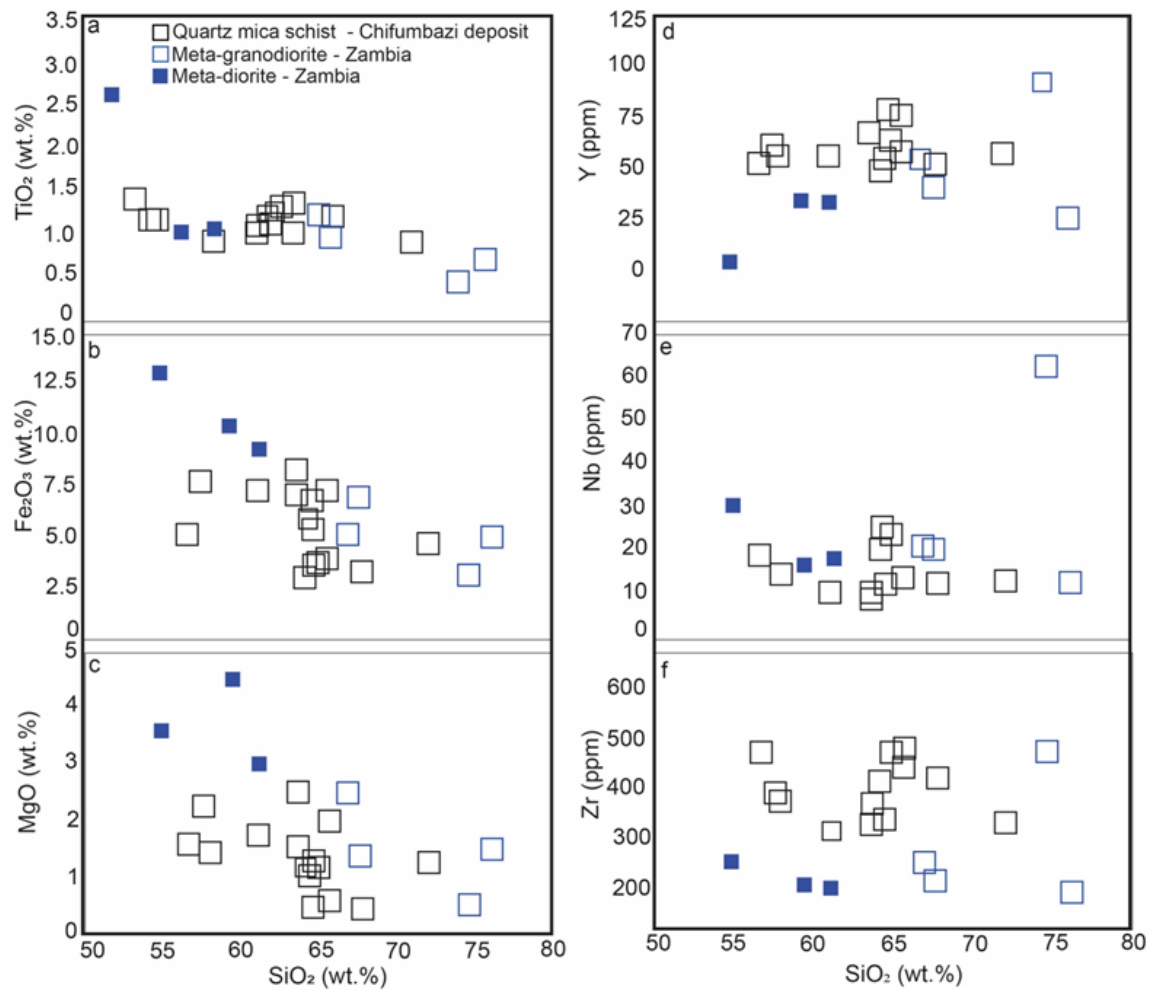 a
Quartz mica schist - Chifumbazi deposit
Meta-granodiorite - Zambia
Meta-diorite - Zambia
3.5
3.0
2.5
2.0
1.5
1.0
0.5
0
TiO₂ (wt.%)
b
15.0
12.5
10.0
7.5
5.0
2.5
0
Fe₂O₃ (wt.%)
c
5
4
3
2
1
0
MgO (wt.%)
50 55 60 65 70 75 80
SiO₂ (wt.%)
d
125
100
75
50
25
0
Y (ppm)
e
70
60
50
40
30
20
10
0
Nb (ppm)
f
600
500
400
300
200
Zr (ppm)
50 55 60 65 70 75 80
SiO₂ (wt.%)